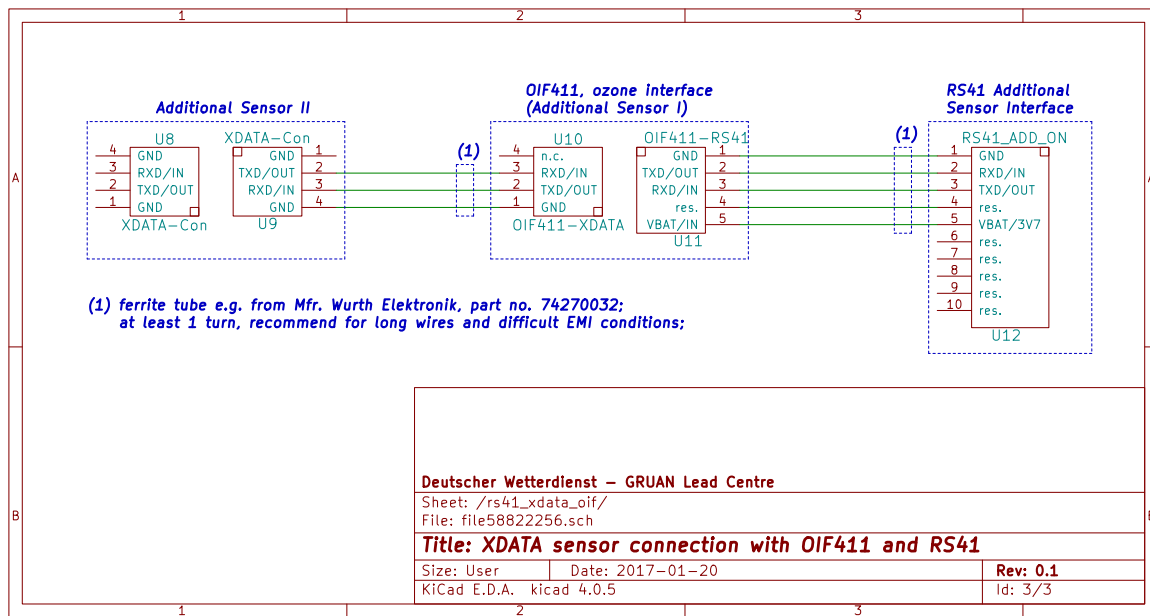 1 2 3
OIF411, ozone interface
(Additional Sensor I)
RS41 Additional
Sensor Interface
Additional Sensor II
U8
XDATA-Con
U10
OIF411-RS41
RS41_ADD_ON
(1)
(1)
4 GND
3 RXD/IN
2 TXD/OUT
1 GND
XDATA-Con
GND 1
TXD/OUT 2
RXD/IN 3
GND 4
U9
4 n.c.
3 RXD/IN
2 TXD/OUT
1 GND
OIF411-XDATA
GND 1
TXD/OUT 2
RXD/IN 3
res. 4
VBAT/IN 5
U11
1 GND
2 RXD/IN
3 TXD/OUT
4 res.
5 VBAT/3V7
6 res.
7 res.
8 res.
9 res.
10 res.
U12
A
(1) ferrite tube e.g. from Mfr. Wurth Elektronik, part no. 74270032;
at least 1 turn, recommend for long wires and difficult EMI conditions;
Deutscher Wetterdienst – GRUAN Lead Centre
Sheet: /rs41_xdata_oif/
File: file58822256.sch
B
Title: XDATA sensor connection with OIF411 and RS41
Size: User
Date: 2017-01-20
Rev: 0.1
KiCad E.D.A. kicad 4.0.5
Id: 3/3
1 2 3